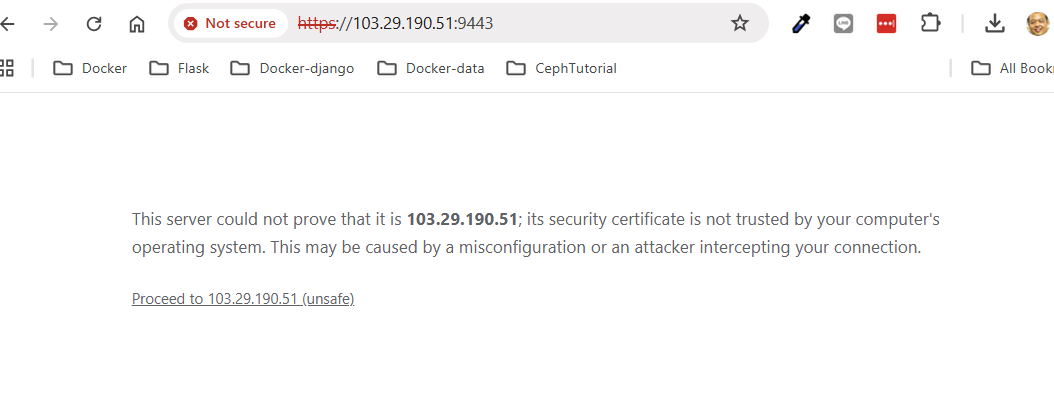 Not secure https://103.29.190.51:9443
Docker Flask Docker-django Docker-data CephTutorial All Book
This server could not prove that it is 103.29.190.51; its security certificate is not trusted by your computer's
operating system. This may be caused by a misconfiguration or an attacker intercepting your connection.
Proceed to 103.29.190.51 (unsafe)